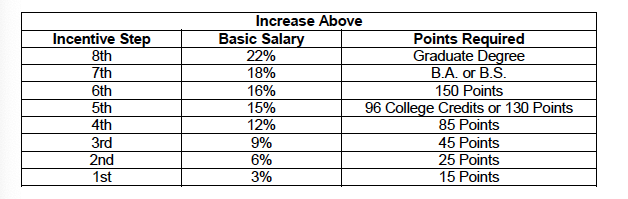 Increase Above
Incentive Step Basic Salary Points Required
8th 22% Graduate Degree
7th 18% B.A. or B.S.
6th 16% 150 Points
5th 15% 96 College Credits or 130 Points
4th 12% 85 Points
3rd 9% 45 Points
2nd 6% 25 Points
1st 3% 15 Points